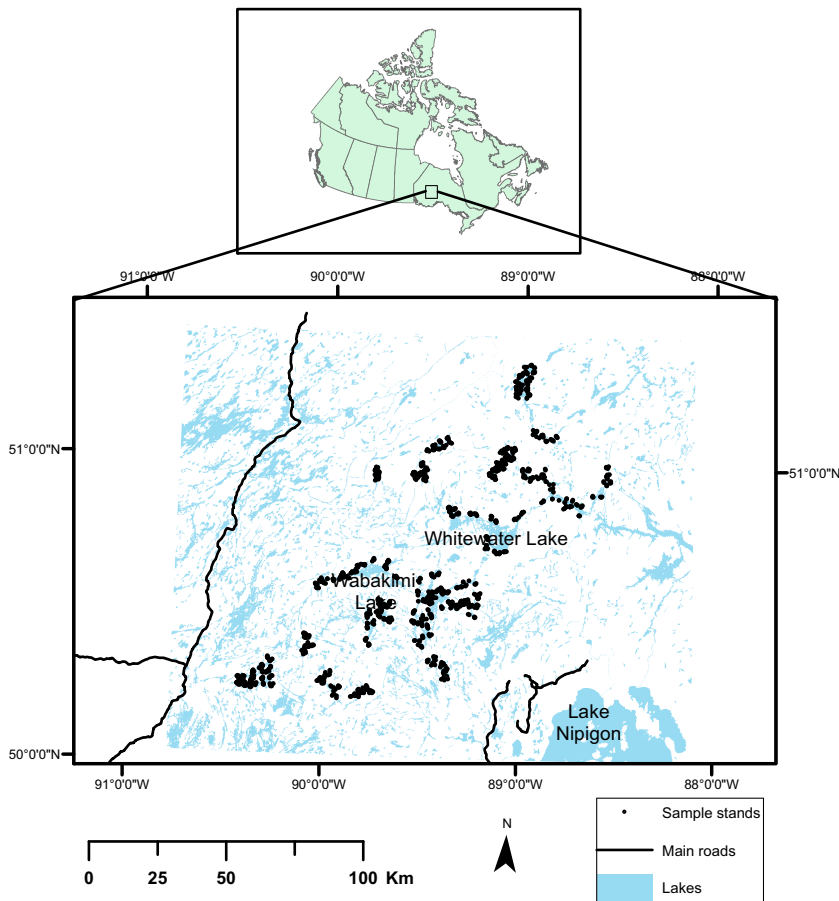 91°0'0"W 90°0'0"W 89°0'0"W 88°0'0"W
51°0'0"N
51°0'0"N
Whitewater Lake
Wabakimi
Lake
Lake
Nipigon
50°0'0"N
91°0'0"W 90°0'0"W 89°0'0"W 88°0'0"W
N
Sample stands
Main roads
Lakes
0 25 50 100 Km